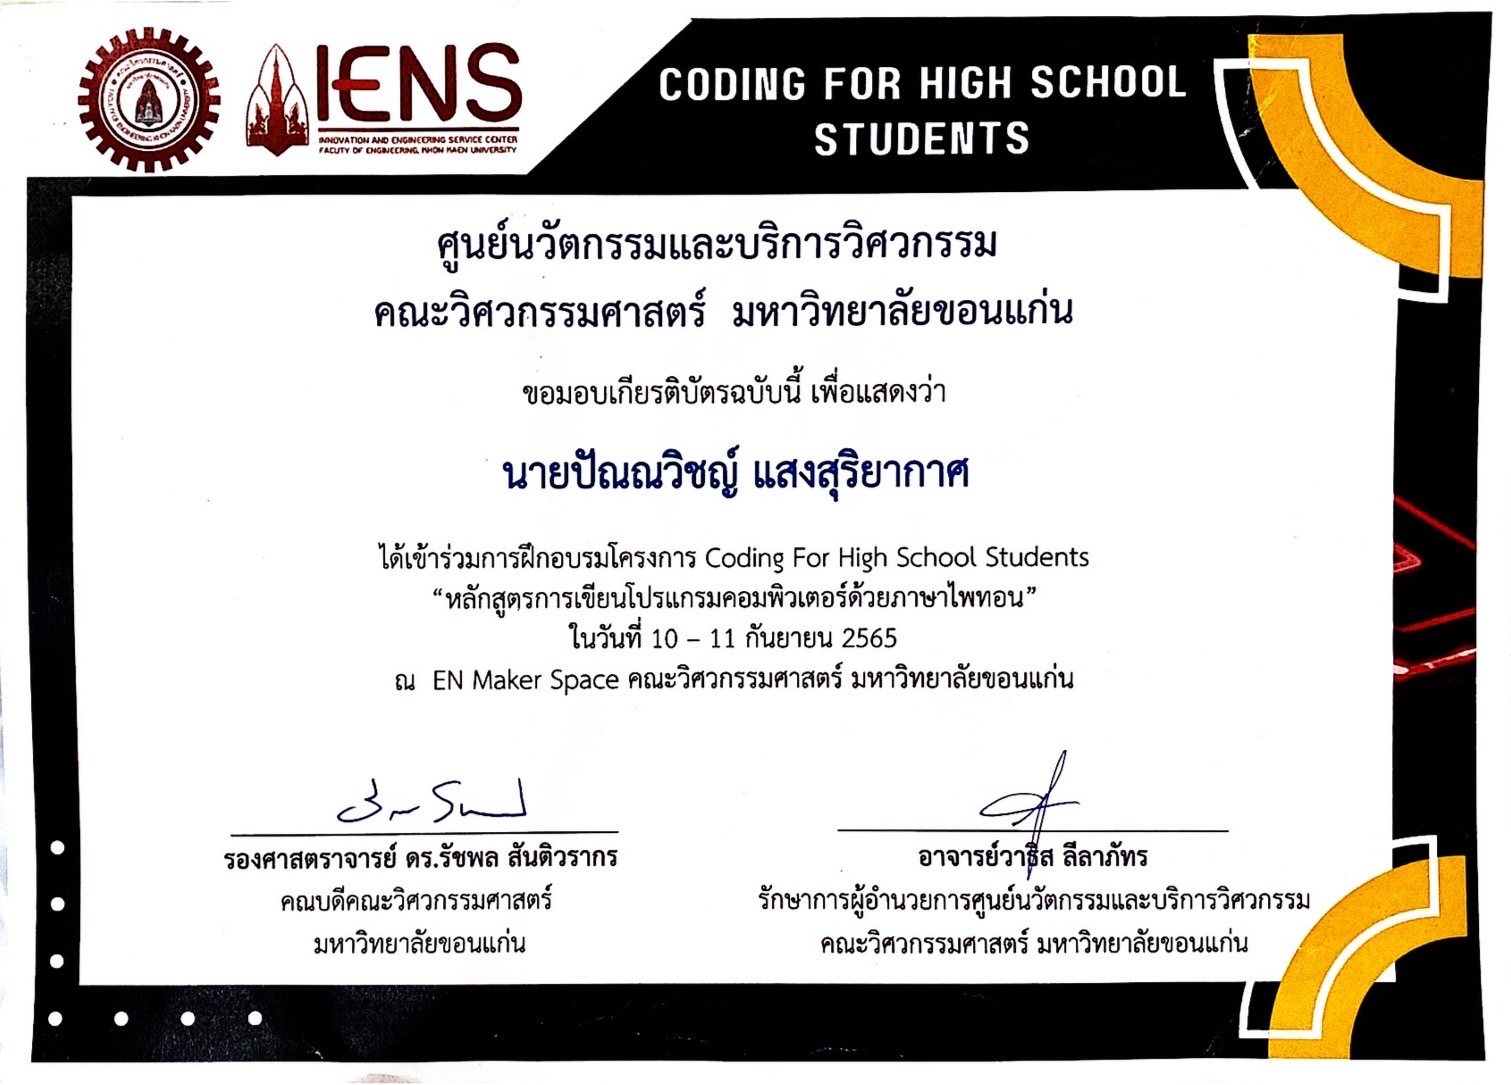 IENS
INNOVATION AND ENGINEERING SERVICE CENTER
FACULTY OF ENGINEERING, KHON KAEN UNIVERSITY
CODING FOR HIGH SCHOOL
STUDENTS
ศูนย์นวัตกรรมและบริการวิศวกรรม
คณะวิศวกรรมศาสตร์ มหาวิทยาลัยขอนแก่น
ขอมอบเกียรติบัตรฉบับนี้ เพื่อแสดงว่า
นายปัณณวิชญ์ แสงสุริยากาศ
ได้เข้าร่วมการฝึกอบรมโครงการ Coding For High School Students
“หลักสูตรการเขียนโปรแกรมคอมพิวเตอร์ด้วยภาษาไพทอน”
ในวันที่ 10 – 11 กันยายน 2565
ณ EN Maker Space คณะวิศวกรรมศาสตร์ มหาวิทยาลัยขอนแก่น
รองศาสตราจารย์ ดร.รัชพล สันติวรากร
คณบดีคณะวิศวกรรมศาสตร์
มหาวิทยาลัยขอนแก่น
อาจารย์วาธิส ลีลาภัทร
รักษาการผู้อำนวยการศูนย์นวัตกรรมและบริการวิศวกรรม
คณะวิศวกรรมศาสตร์ มหาวิทยาลัยขอนแก่น